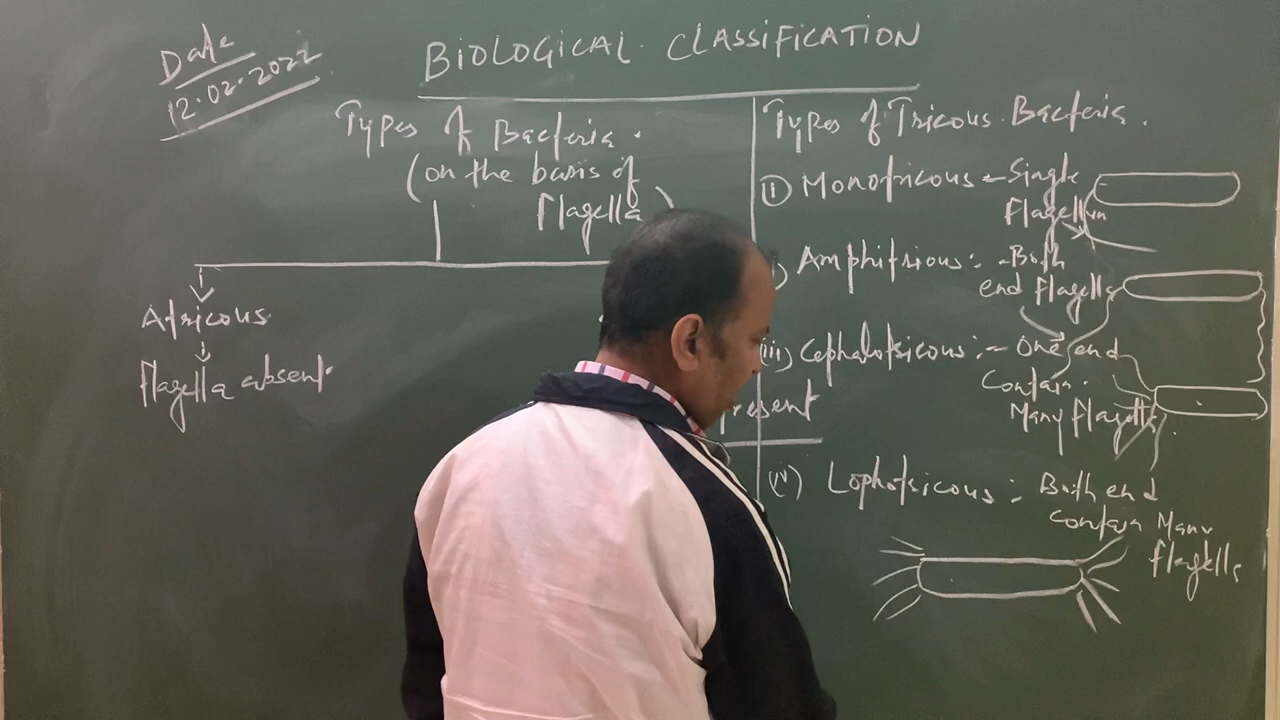 Date
12.02.2022
BIOLOGICAL CLASSIFICATION
Types of Bacteria.
(on the basis of
Flagella)
Atricous
Flagella absent.
present
Types of Tricous Bacteria.
(i) Monotricous - Single
flagellum
) Amphitricous: - Both
end flagella
(iii) Cephalotricous: - One end
Contain.
Many flagella.
(iv) Lophotricous: Both end
contain Many
flagella